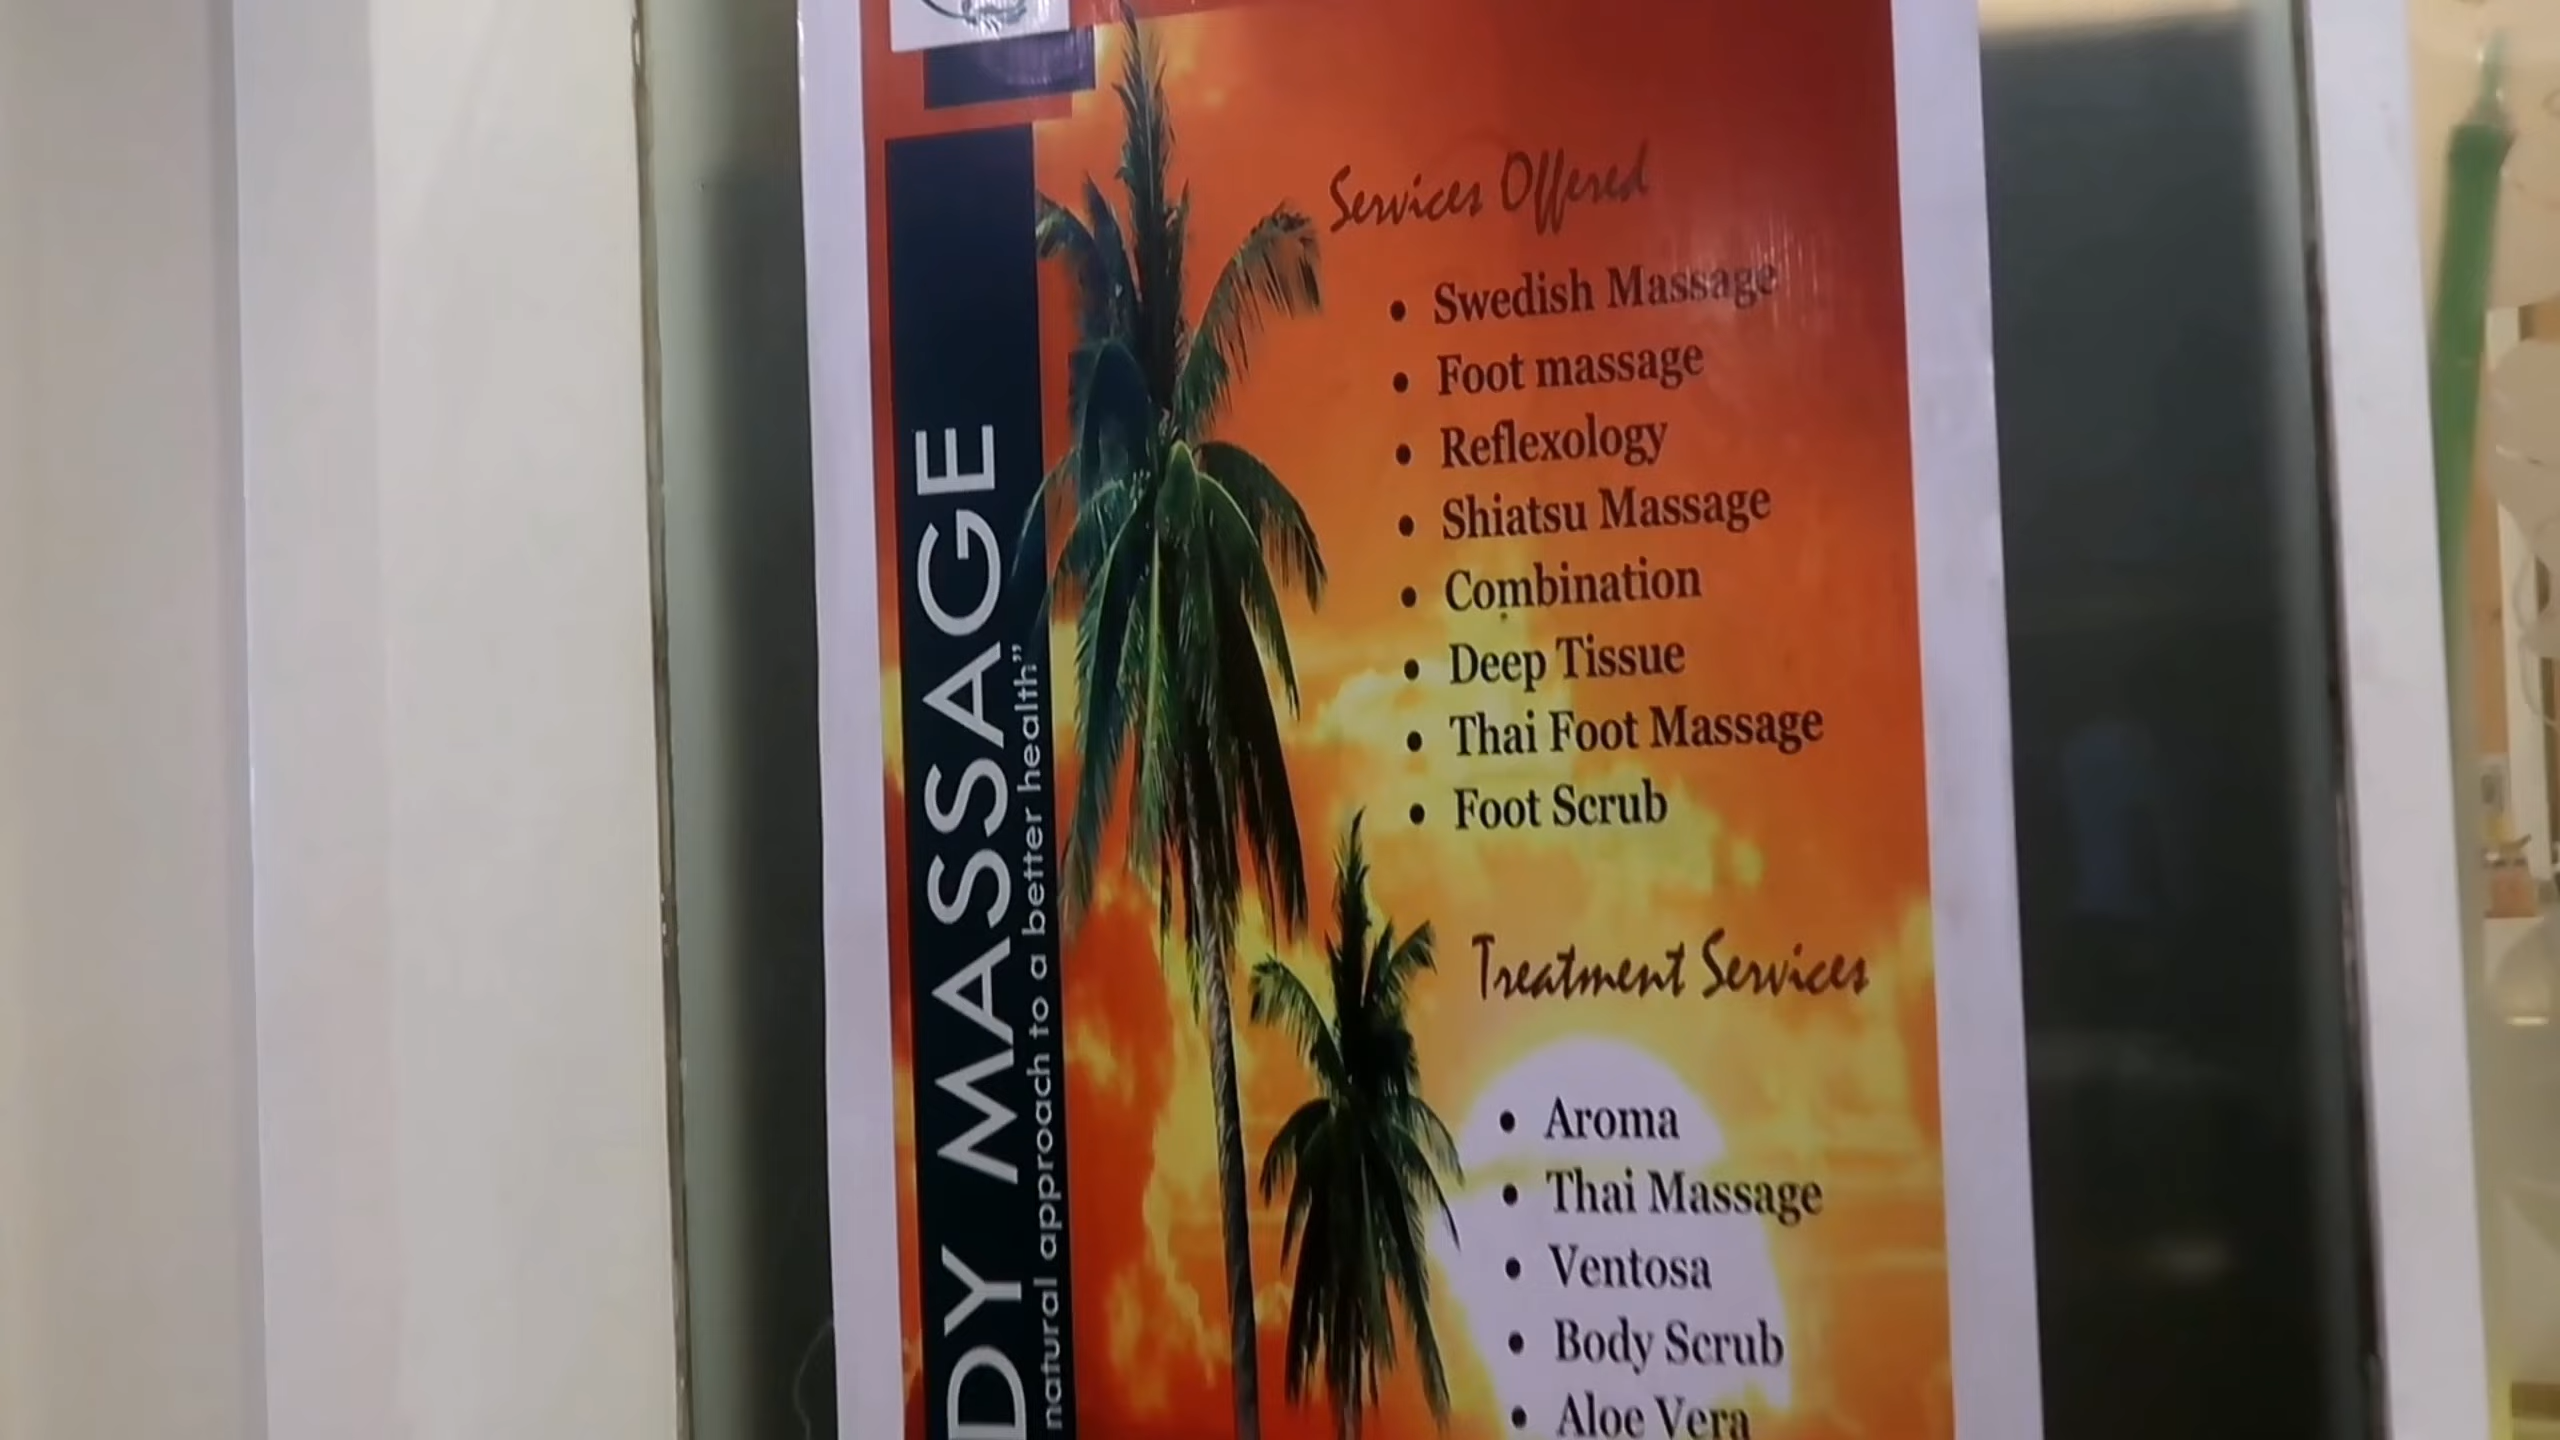 DY MASSAGE
natural approach to a better health”
Services Offered
• Swedish Massage
• Foot massage
• Reflexology
• Shiatsu Massage
• Combination
• Deep Tissue
• Thai Foot Massage
• Foot Scrub
Treatment Services
• Aroma
• Thai Massage
• Ventosa
• Body Scrub
• Aloe Vera